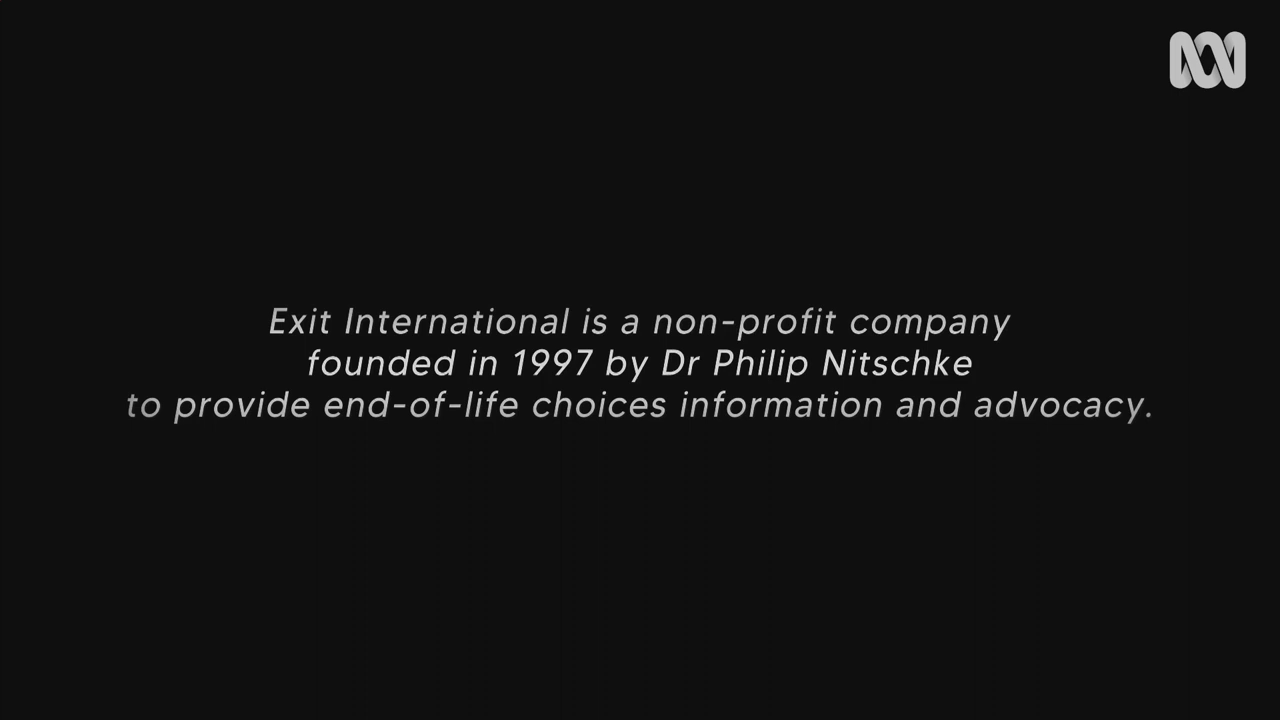 Exit International is a non-profit company
founded in 1997 by Dr Philip Nitschke
to provide end-of-life choices information and advocacy.